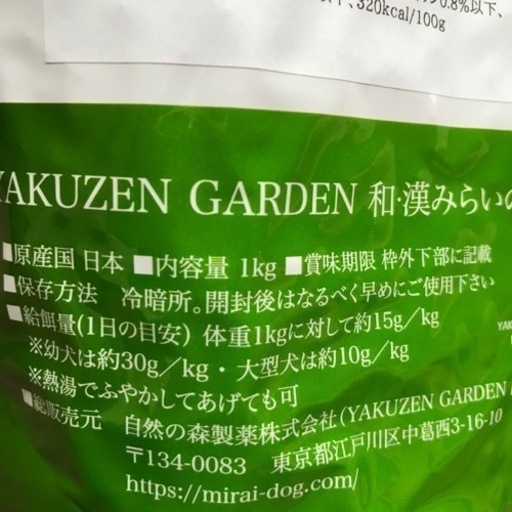 0.8%以下、
320kcal/100g
YAKUZEN GARDEN 和・漢みらいの
■原産国 日本 ■内容量 1kg ■賞味期限 枠外下部に記載
■保存方法 冷暗所。開封後はなるべく早めにご使用下さい
■給餌量(1日の目安) 体重1kgに対して約15g/kg
※幼犬は約30g/kg・大型犬は約10g/kg
※熱湯でふやかしてあげても可
■総販売元 自然の森製薬株式会社(YAKUZEN GARDEN
〒134-0083 東京都江戸川区中葛西3-16-10
https://mirai-dog.com/